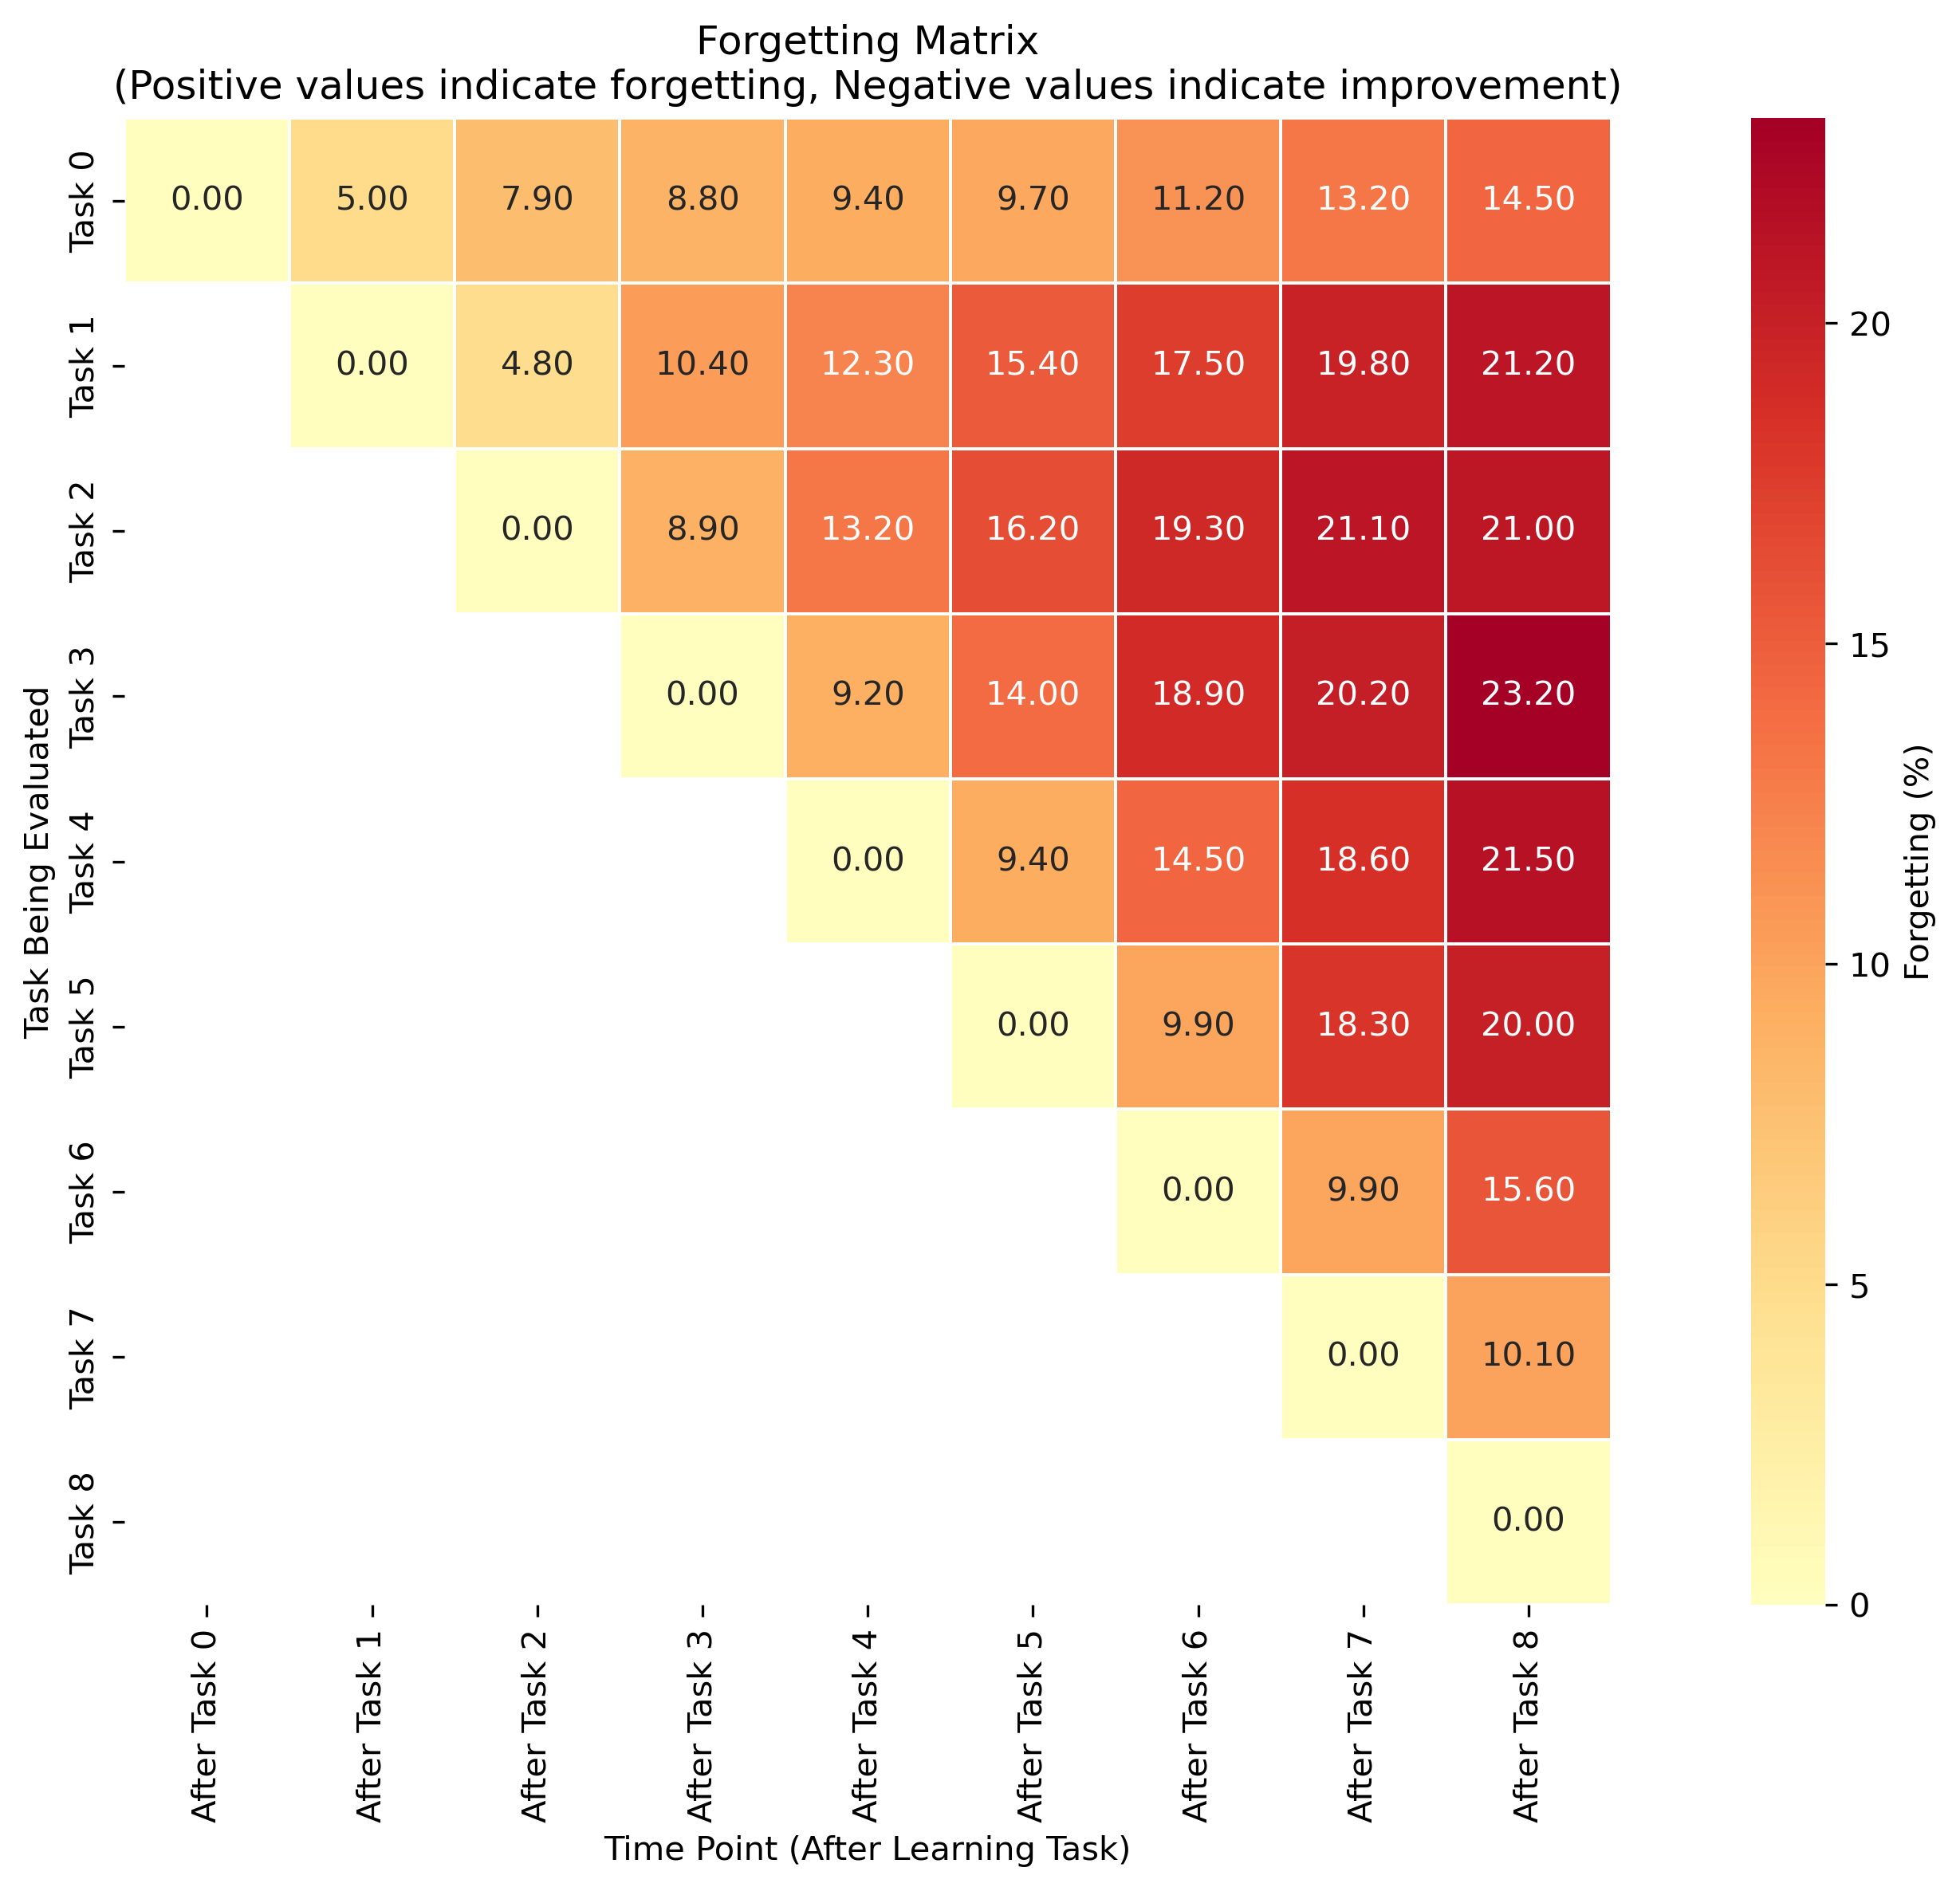 Forgetting Matrix
(Positive values indicate forgetting, Negative values indicate improvement)
Task Being Evaluated
Task 0
0.00 5.00 7.90 8.80 9.40 9.70 11.20 13.20 14.50
Task 1
0.00 4.80 10.40 12.30 15.40 17.50 19.80 21.20
Task 2
0.00 8.90 13.20 16.20 19.30 21.10 21.00
Task 3
0.00 9.20 14.00 18.90 20.20 23.20
Task 4
0.00 9.40 14.50 18.60 21.50
Task 5
0.00 9.90 18.30 20.00
Task 6
0.00 9.90 15.60
Task 7
0.00 10.10
Task 8
0.00
After Task 0
After Task 1
After Task 2
After Task 3
After Task 4
After Task 5
After Task 6
After Task 7
After Task 8
Time Point (After Learning Task)
20
15
10
5
0
Forgetting (%)